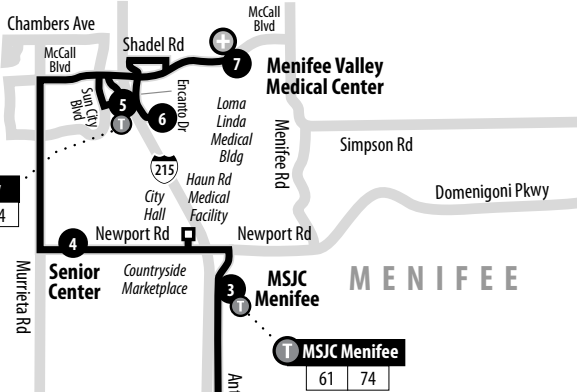 McCall
Blvd
Chambers Ave
Shadel Rd
McCall
Blvd
7
Menifee Valley
Medical Center
Sun City
Blvd
5
T
6
Encanto Dr
Loma
Linda
Medical
Bldg
Menifee Rd
Simpson Rd
215
Haun Rd
Medical
Facility
City
Hall
Domenigoni Pkwy
4
4
Newport Rd
Newport Rd
Murrieta Rd
Senior
Center
Countryside
Marketplace
3
T
MSJC
Menifee
MENIFEE
T MSJC Menifee
61 74
Ant